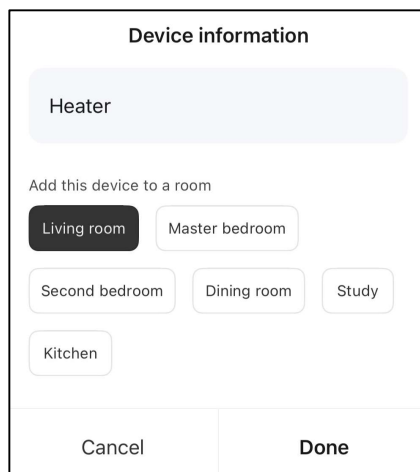 Device information
Heater
Add this device to a room
Living room Master bedroom
Second bedroom Dining room Study
Kitchen
Cancel Done